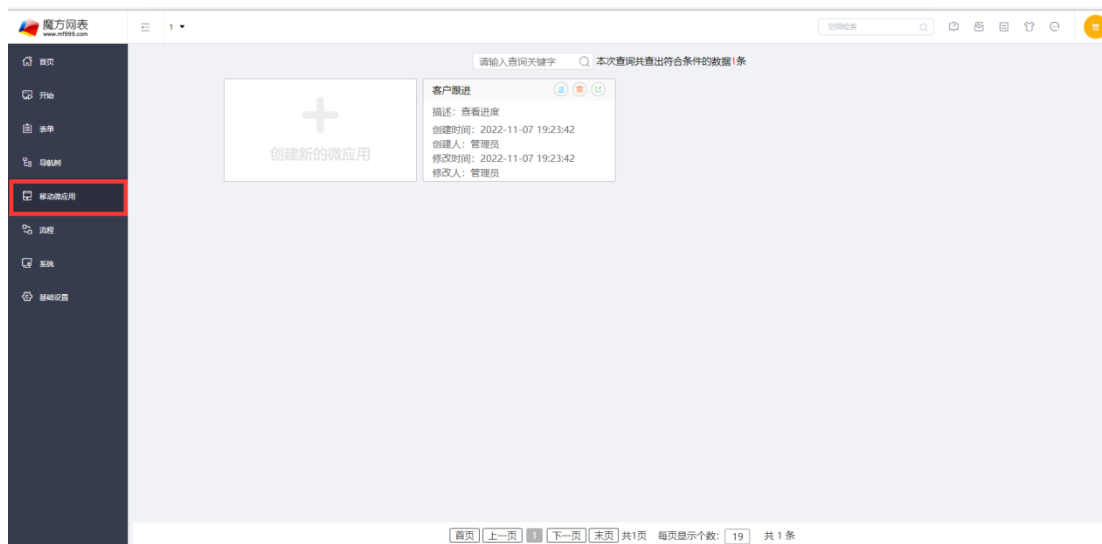 魔方网表
www.mf999.com
1
空间检索
管
首页
开始
表单
导航树
移动微应用
流程
系统
基础设置
请输入查询关键字 本次查询共查出符合条件的数据1条
创建新的微应用
客户跟进
描述：查看进度
创建时间：2022-11-07 19:23:42
创建人：管理员
修改时间：2022-11-07 19:23:42
修改人：管理员
首页 上一页 1 下一页 末页 共1页 每页显示个数: 19 共 1 条